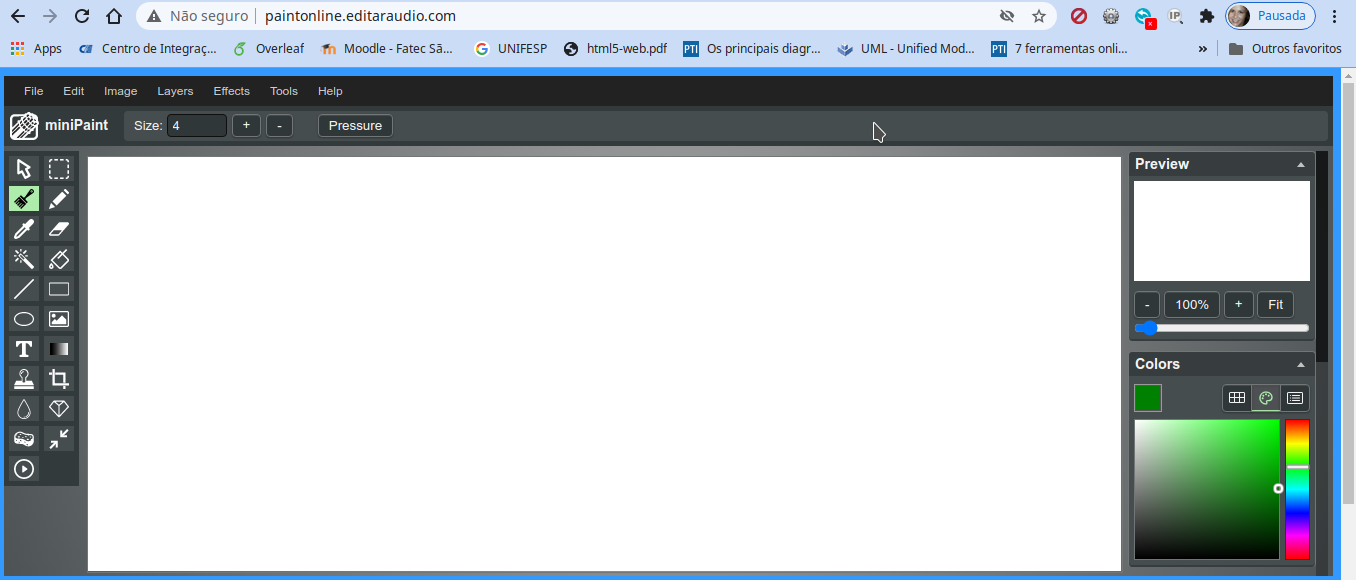 Não seguro paintonline.editaraudio.com Pausada
Apps Centro de Integraç... Overleaf Moodle - Fatec Sã... UNIFESP html5-web.pdf Os principais diagr... UML - Unified Mod... 7 ferramentas onli... » Outros favoritos
File Edit Image Layers Effects Tools Help
miniPaint Size: 4 + - Pressure
Preview
- 100% + Fit
Colors